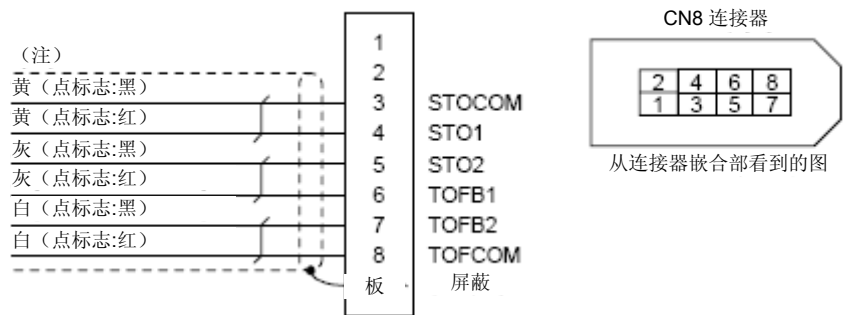 CN8 连接器
（注）
黄（点标志:黑）
黄（点标志:红）
灰（点标志:黑）
灰（点标志:红）
白（点标志:黑）
白（点标志:红）
1
2
3 STOCOM
4 STO1
5 STO2
6 TOFB1
7 TOFB2
8 TOFCOM
板 屏蔽
2 4 6 8
1 3 5 7
从连接器嵌合部看到的图